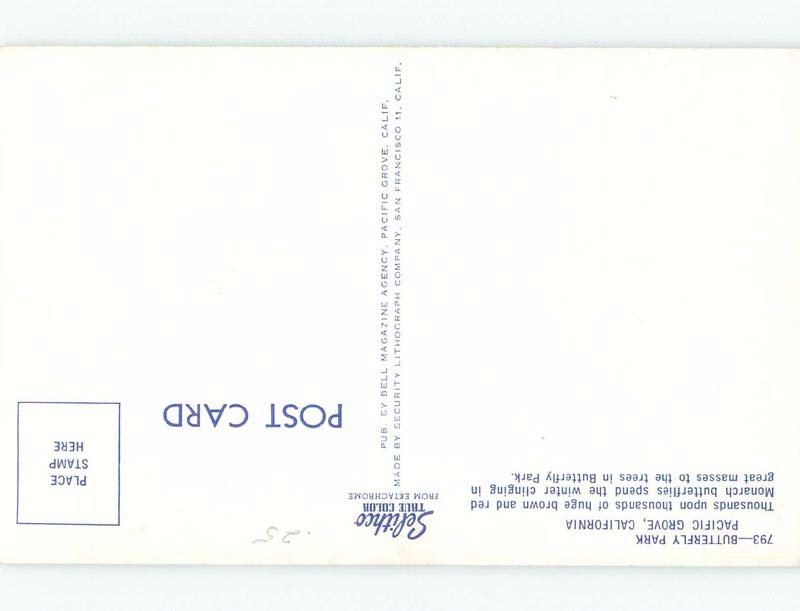 793—BUTTERFLY PARK
PACIFIC GROVE, CALIFORNIA
Thousands upon thousands of huge brown and red
Monarch butterflies spend the winter clinging in
great masses to the trees in Butterfly Park.
Selithco
TRUE COLOR
FROM EKTACHROME
.25
PLACE
STAMP
HERE
POST CARD
PUB. BY BELL MAGAZINE AGENCY, PACIFIC GROVE, CALIF.
MADE BY SECURITY LITHOGRAPH COMPANY, SAN FRANCISCO 11, CALIF.